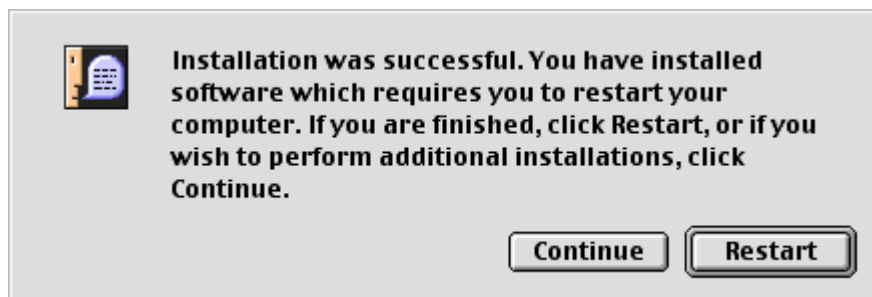 Installation was successful. You have installed
software which requires you to restart your
computer. If you are finished, click Restart, or if you
wish to perform additional installations, click
Continue.
Continue Restart